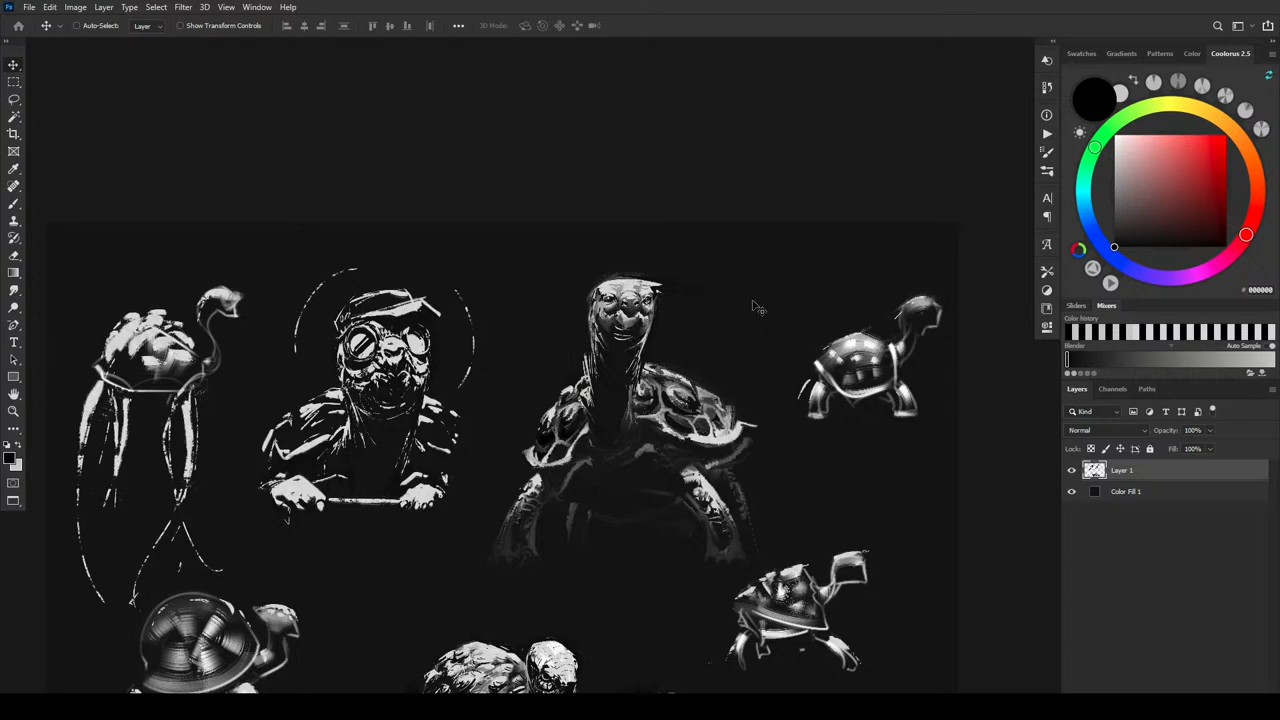 Ps File Edit Image Layer Type Select Filter 3D View Window Help
Auto-Select: Layer Show Transform Controls 3D Mode:
Swatches Gradients Patterns Color Coolorus 2.5
# 000000
Sliders Mixers
Color history
Blender Auto Sample
Layers Channels Paths
Kind
Normal Opacity: 100%
Lock: Fill: 100%
Layer 1
Color Fill 1